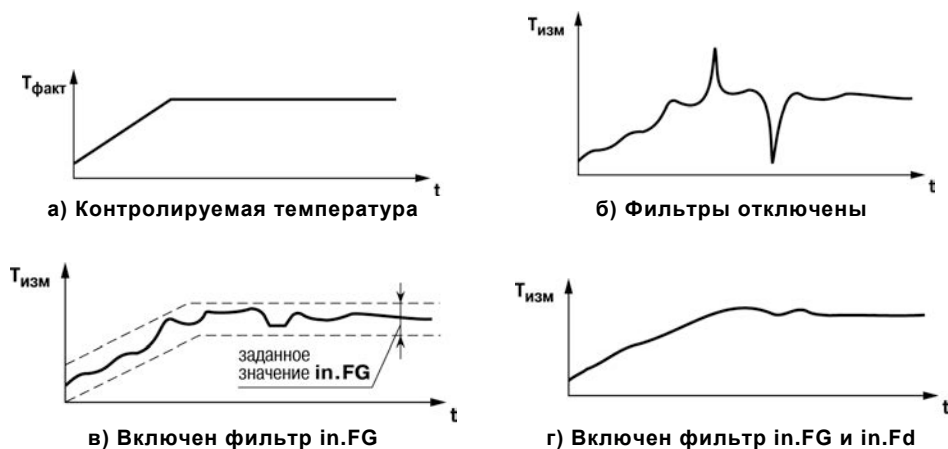 Tфакт
t
а) Контролируемая температура
Tизм
t
б) Фильтры отключены
Tизм
заданное
значение in.FG
t
в) Включен фильтр in.FG
Tизм
t
г) Включен фильтр in.FG и in.Fd